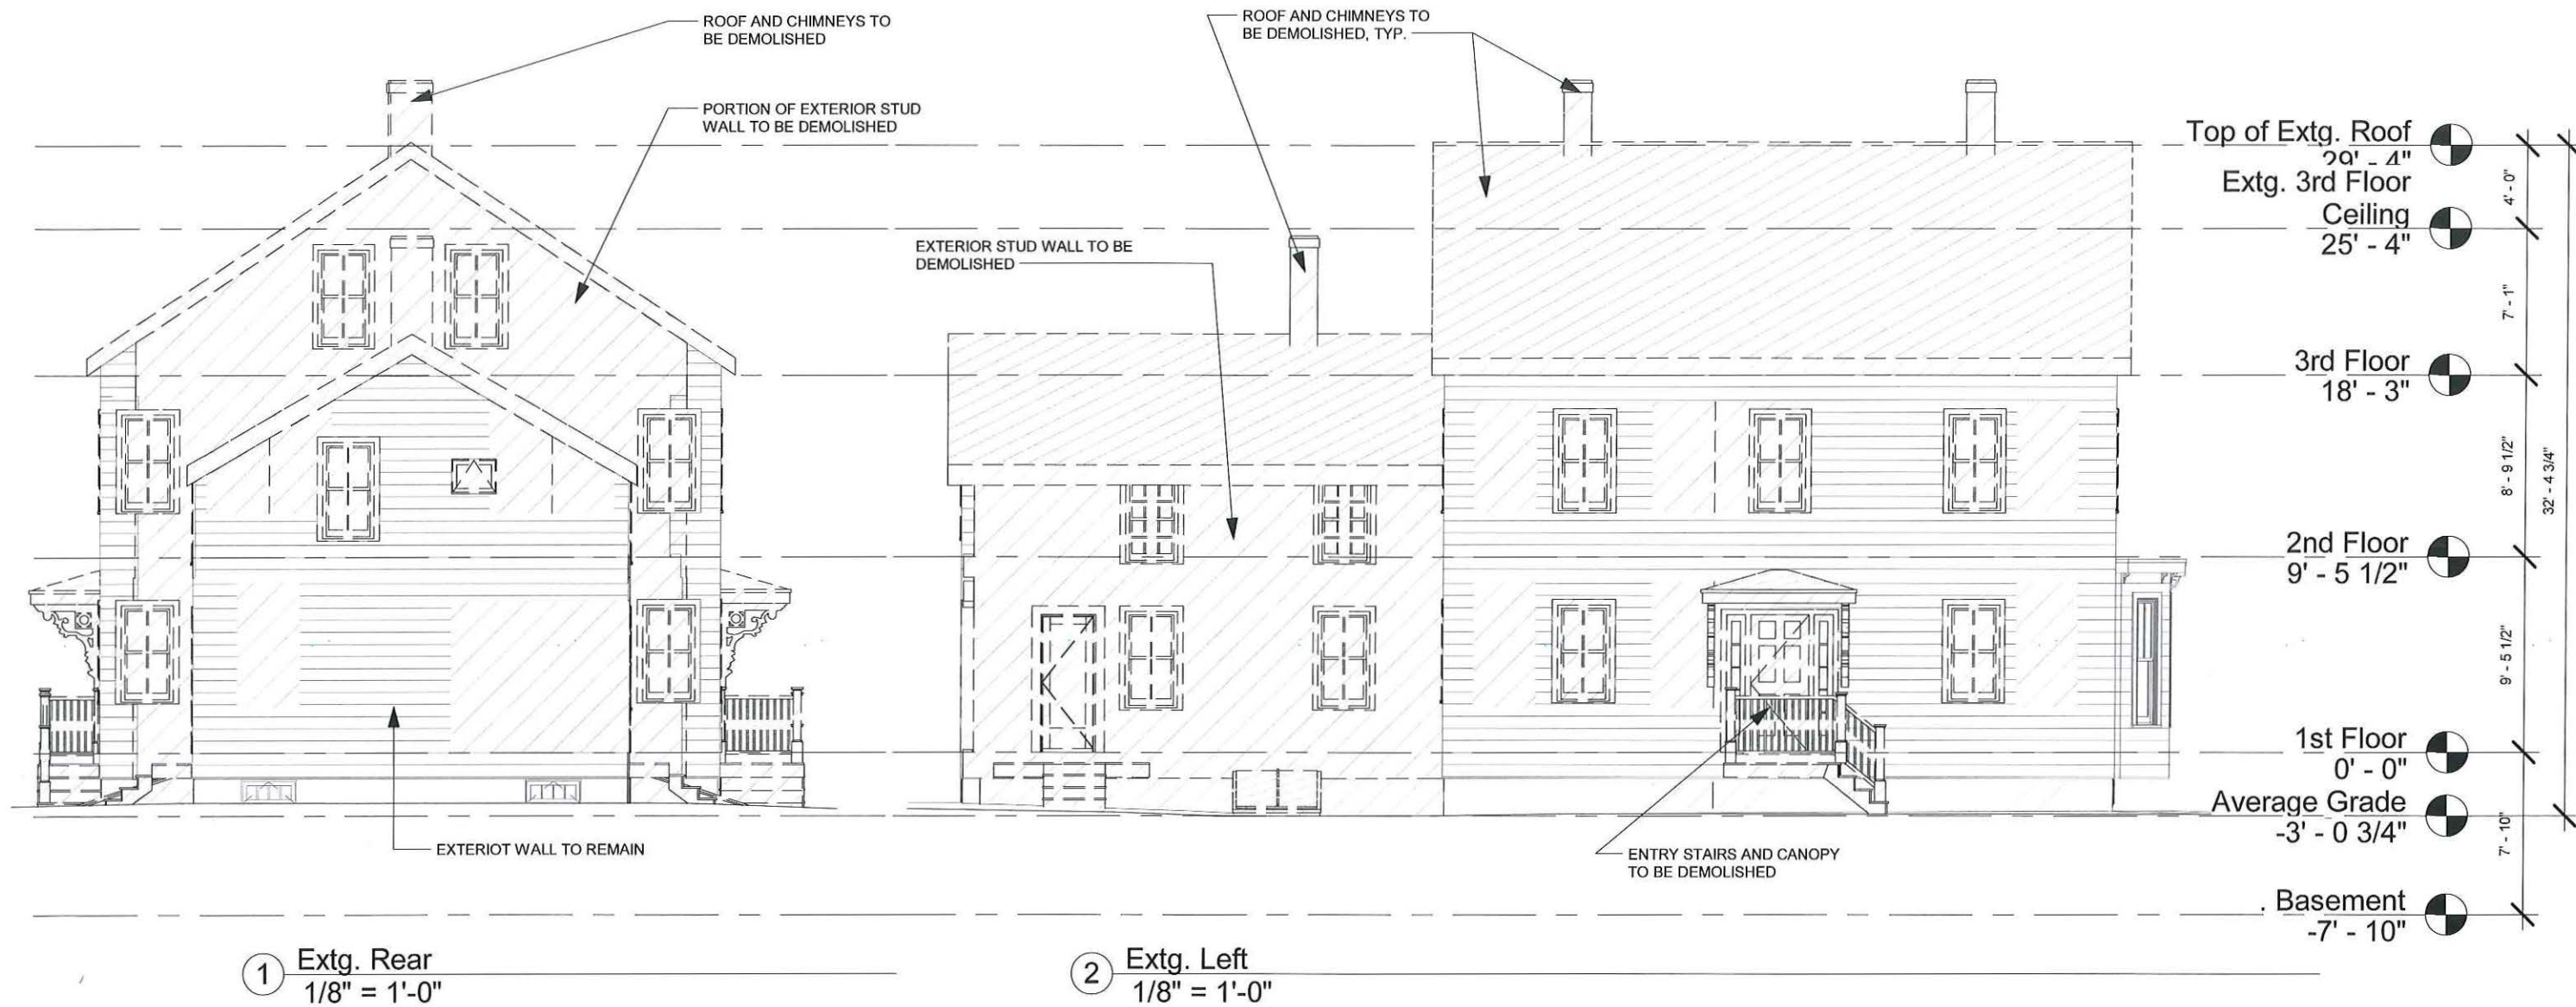 ROOF AND CHIMNEYS TO
BE DEMOLISHED
PORTION OF EXTERIOR STUD
WALL TO BE DEMOLISHED
ROOF AND CHIMNEYS TO
BE DEMOLISHED, TYP.
EXTERIOR STUD WALL TO BE
DEMOLISHED
EXTERIOT WALL TO REMAIN
ENTRY STAIRS AND CANOPY
TO BE DEMOLISHED
Top of Extg. Roof
29' - 4"
Extg. 3rd Floor
Ceiling
25' - 4"
3rd Floor
18' - 3"
2nd Floor
9' - 5 1/2"
1st Floor
0' - 0"
Average Grade
-3' - 0 3/4"
. Basement
-7' - 10"
4' - 0"
7' - 1"
8' - 9 1/2"
9' - 5 1/2"
7' - 10"
32' - 4 3/4"
1 Extg. Rear
1/8" = 1'-0"
2 Extg. Left
1/8" = 1'-0"